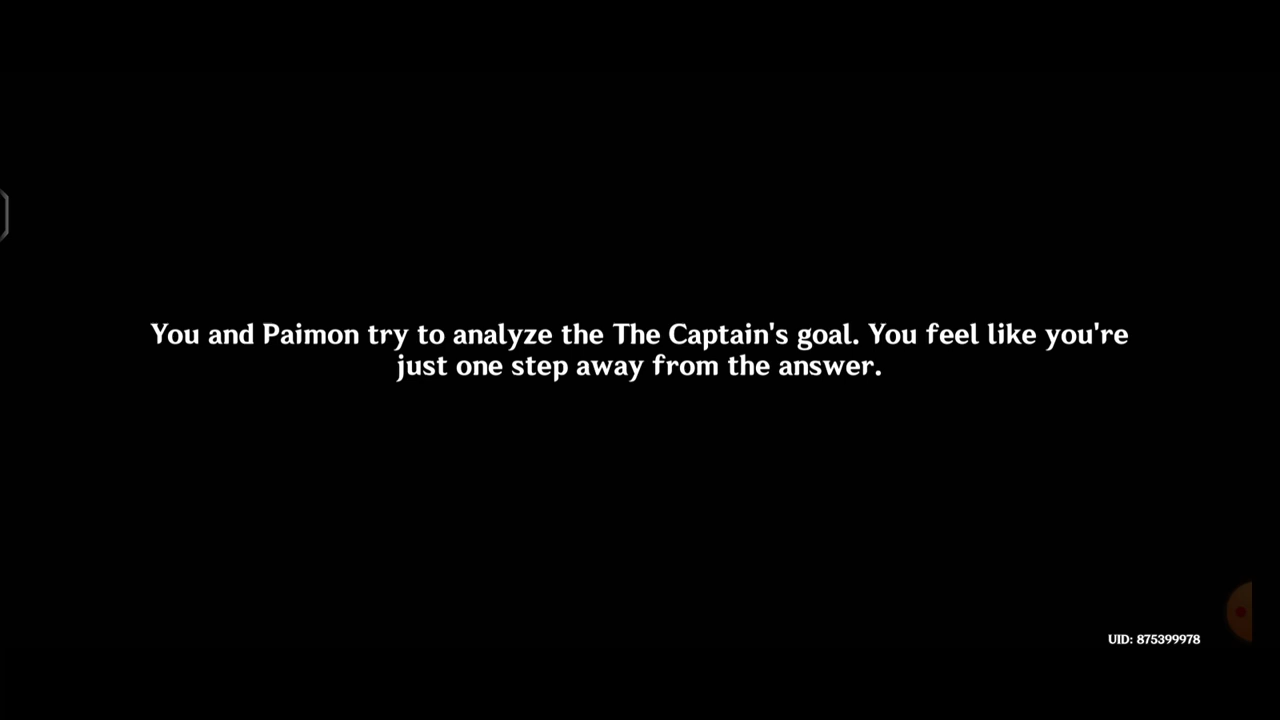 You and Paimon try to analyze the The Captain's goal. You feel like you're
just one step away from the answer.
UID: 875399978